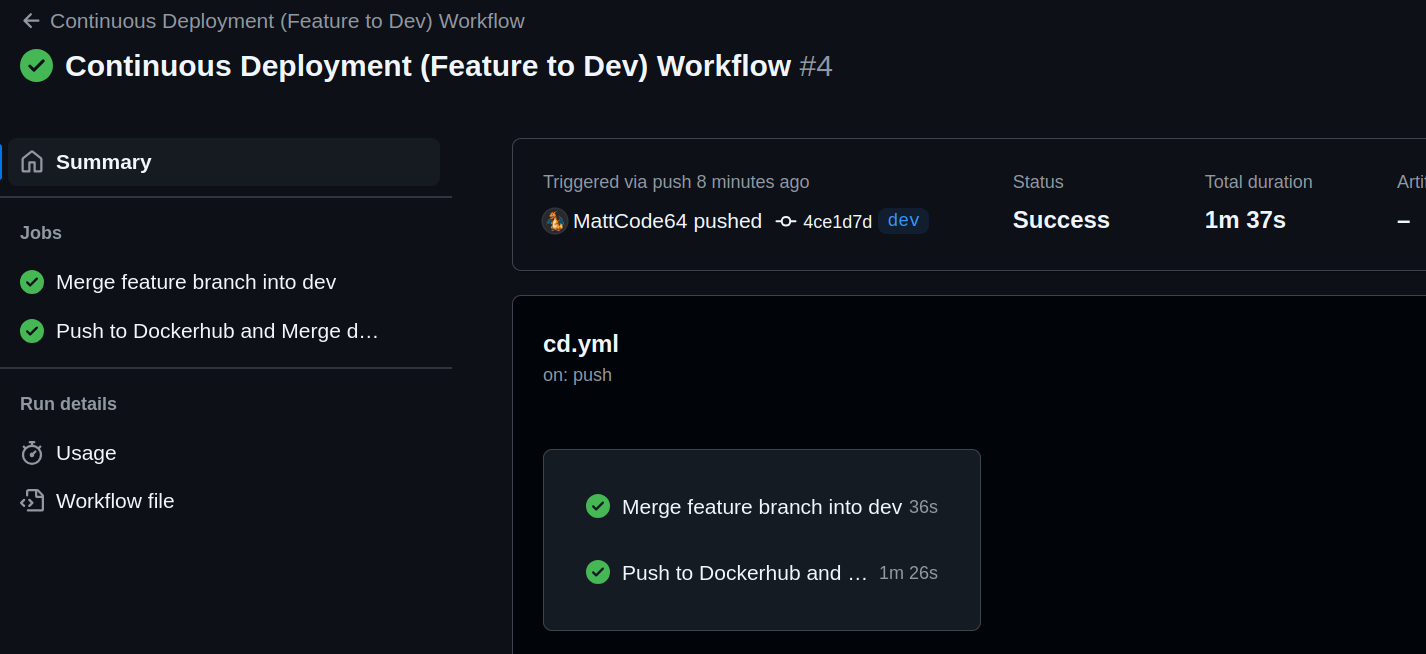 Continuous Deployment (Feature to Dev) Workflow
Continuous Deployment (Feature to Dev) Workflow #4
Summary
Jobs
Merge feature branch into dev
Push to Dockerhub and Merge d…
Run details
Usage
Workflow file
Triggered via push 8 minutes ago
MattCode64 pushed 4ce1d7d dev
Status
Success
Total duration
1m 37s
Arti
–
cd.yml
on: push
Merge feature branch into dev 36s
Push to Dockerhub and … 1m 26s